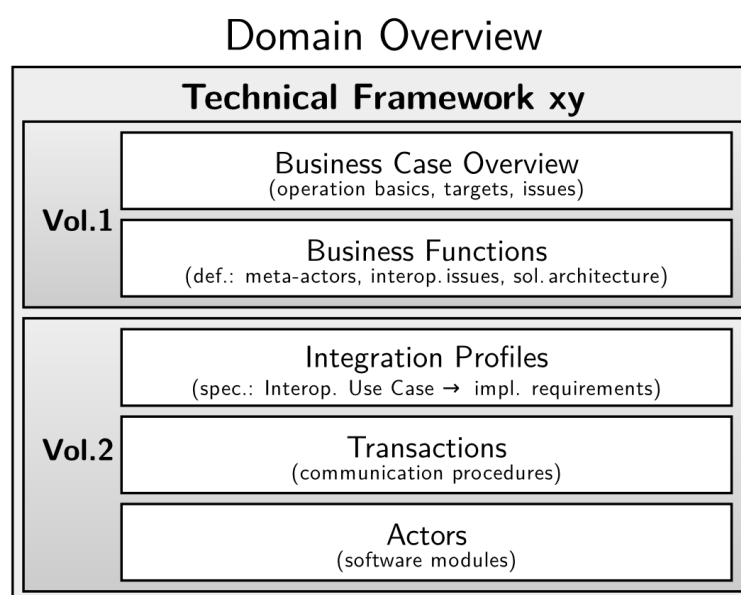 Domain Overview
Technical Framework xy
Vol.1
Business Case Overview
(operation basics, targets, issues)
Business Functions
(def.: meta-actors, interop. issues, sol. architecture)
Vol.2
Integration Profiles
(spec.: Interop. Use Case → impl. requirements)
Transactions
(communication procedures)
Actors
(software modules)